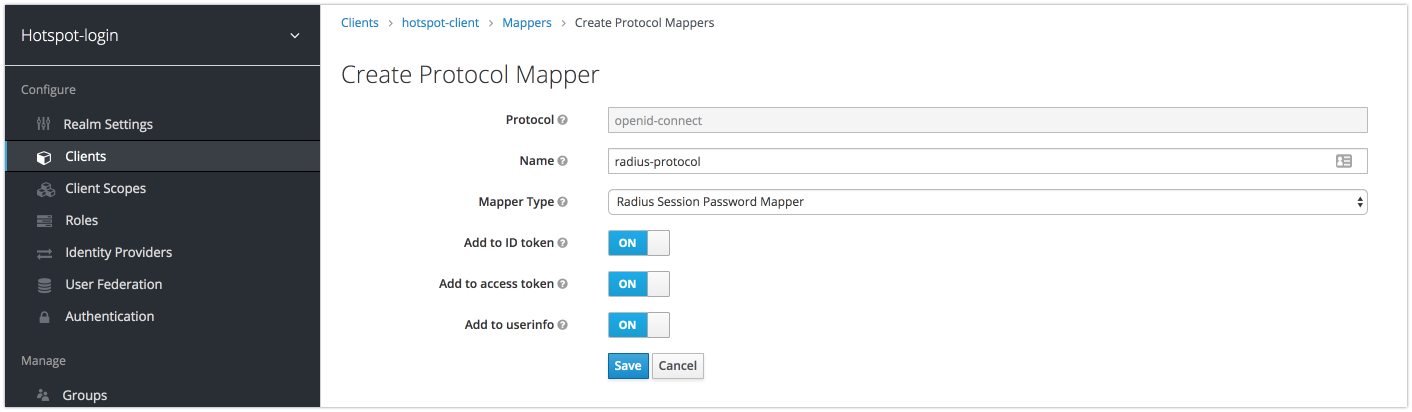 Hotspot-login
Configure
Realm Settings
Clients
Client Scopes
Roles
Identity Providers
User Federation
Authentication
Manage
Groups
Clients > hotspot-client > Mappers > Create Protocol Mappers
Create Protocol Mapper
Protocol ? openid-connect
Name ? radius-protocol
Mapper Type ? Radius Session Password Mapper
Add to ID token ? ON
Add to access token ? ON
Add to userinfo ? ON
Save Cancel